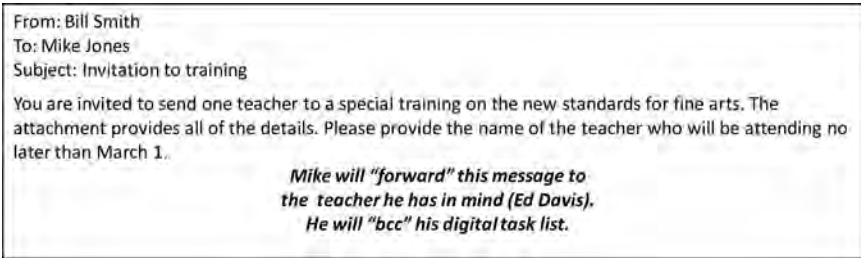 From: Bill Smith
To: Mike Jones
Subject: Invitation to training
You are invited to send one teacher to a special training on the new standards for fine arts. The
attachment provides all of the details. Please provide the name of the teacher who will be attending no
later than March 1.
Mike will “forward” this message to
the teacher he has in mind (Ed Davis).
He will “bcc” his digital task list.